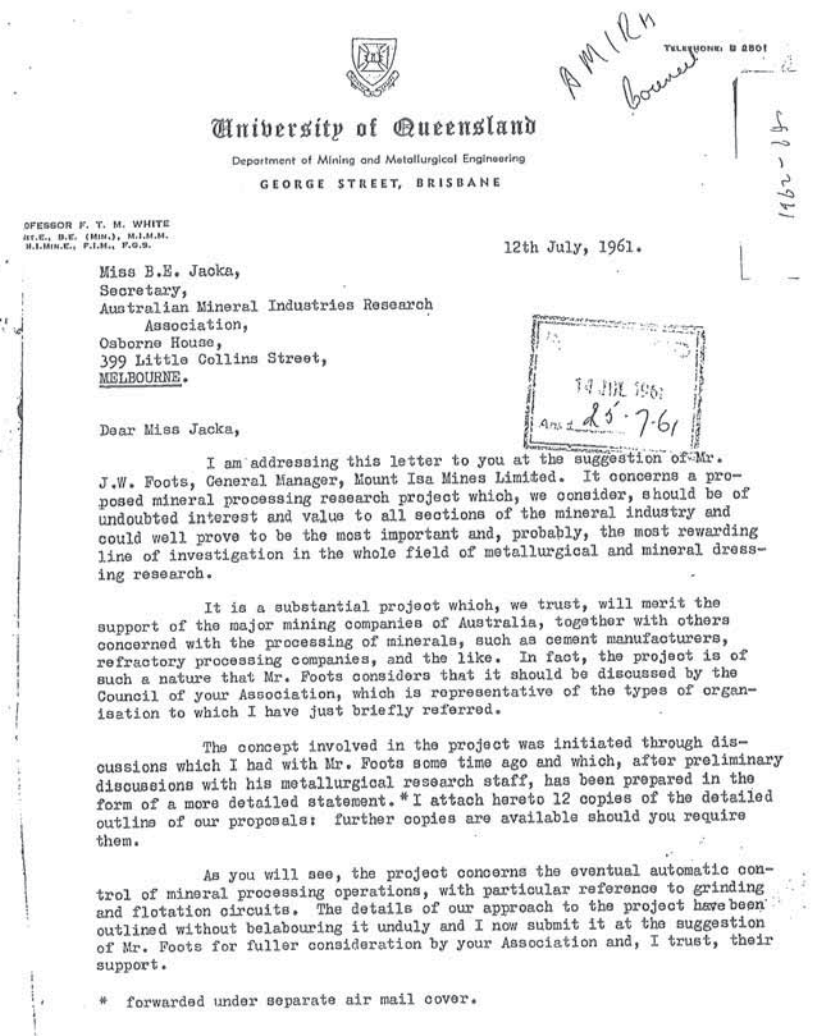 AMIRA
Council
TELEPHONE: B 2801
1962-65
University of Queensland
Department of Mining and Metallurgical Engineering
GEORGE STREET, BRISBANE
OFESSOR F. T. M. WHITE
B.E. (MIN.), M.I.M.M.
M.I.MIN.E., F.I.M., F.G.S.
12th July, 1961.
Miss B.E. Jacka,
Secretary,
Australian Mineral Industries Research
Association,
Osborne House,
399 Little Collins Street,
MELBOURNE.
14 JUL 1961
Ans d 25.7.61
Dear Miss Jacka,
I am addressing this letter to you at the suggestion of Mr.
J.W. Foots, General Manager, Mount Isa Mines Limited. It concerns a pro-
posed mineral processing research project which, we consider, should be of
undoubted interest and value to all sections of the mineral industry and
could well prove to be the most important and, probably, the most rewarding
line of investigation in the whole field of metallurgical and mineral dress-
ing research.
It is a substantial project which, we trust, will merit the
support of the major mining companies of Australia, together with others
concerned with the processing of minerals, such as cement manufacturers,
refractory processing companies, and the like. In fact, the project is of
such a nature that Mr. Foots considers that it should be discussed by the
Council of your Association, which is representative of the types of organ-
isation to which I have just briefly referred.
The concept involved in the project was initiated through dis-
cussions which I had with Mr. Foots some time ago and which, after preliminary
discussions with his metallurgical research staff, has been prepared in the
form of a more detailed statement. * I attach hereto 12 copies of the detailed
outline of our proposals: further copies are available should you require
them.
As you will see, the project concerns the eventual automatic con-
trol of mineral processing operations, with particular reference to grinding
and flotation circuits. The details of our approach to the project have been
outlined without belabouring it unduly and I now submit it at the suggestion
of Mr. Foots for fuller consideration by your Association and, I trust, their
support.
* forwarded under separate air mail cover.